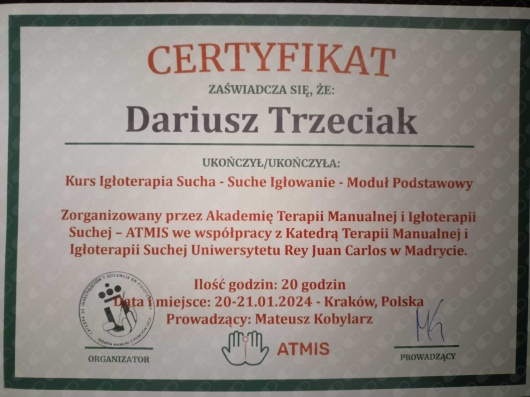 CERTYFIKAT
ZAŚWIADCZA SIĘ, ŻE:
Dariusz Trzeciak
UKOŃCZYŁ/UKOŃCZYŁA:
Kurs Igłoterapia Sucha - Suche Igłowanie - Moduł Podstawowy
Zorganizowany przez Akademię Terapii Manualnej i Igłoterapii
Suchej – ATMIS we współpracy z Katedrą Terapii Manualnej i
Igłoterapii Suchej Uniwersytetu Rey Juan Carlos w Madrycie.
Ilość godzin: 20 godzin
Data i miejsce: 20-21.01.2024 - Kraków, Polska
Prowadzący: Mateusz Kobylarz
ORGANIZATOR
ATMIS
PROWADZĄCY